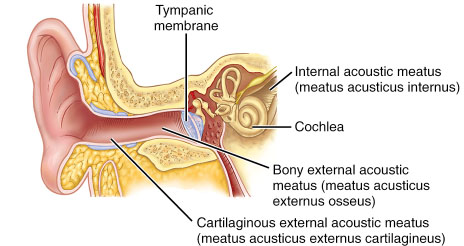 Tympanic
membrane
Internal acoustic meatus
(meatus acusticus internus)
Cochlea
Bony external acoustic
meatus (meatus acusticus
externus osseus)
Cartilaginous external acoustic meatus
(meatus acusticus externus cartilagineus)